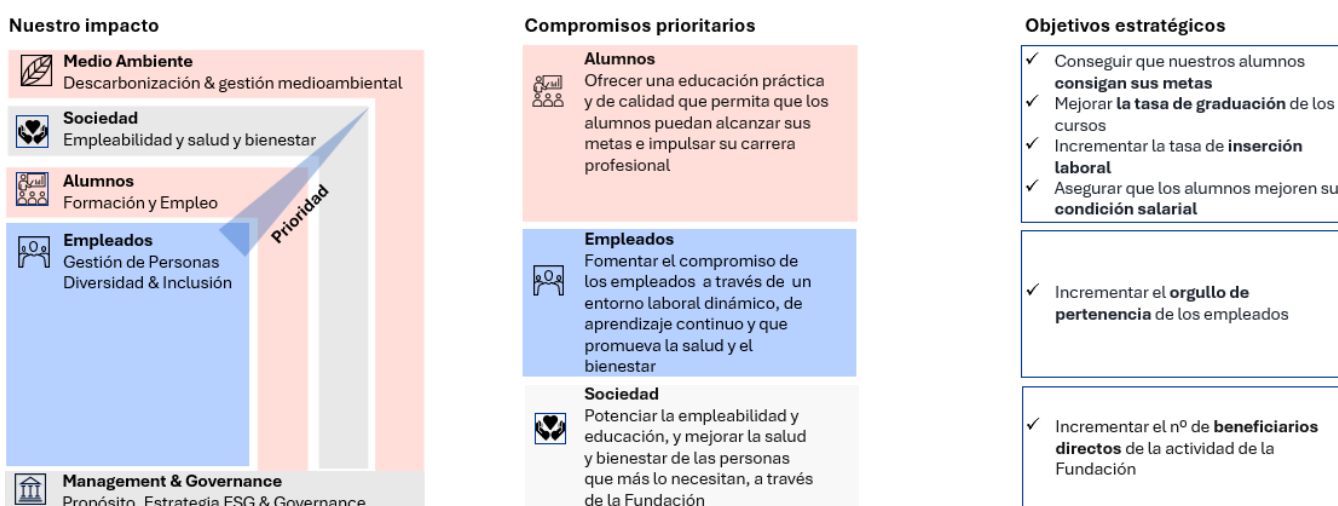 Nuestro impacto
Medio Ambiente
Descarbonización & gestión medioambiental
Sociedad
Empleabilidad y salud y bienestar
Alumnos
Formación y Empleo
Prioridad
Empleados
Gestión de Personas
Diversidad & Inclusión
Management & Governance
Propósito, Estrategia ESG & Governance
Compromisos prioritarios
Alumnos
Ofrecer una educación práctica
y de calidad que permita que los
alumnos puedan alcanzar sus
metas e impulsar su carrera
profesional
Empleados
Fomentar el compromiso de
los empleados a través de un
entorno laboral dinámico, de
aprendizaje continuo y que
promueva la salud y el
bienestar
Sociedad
Potenciar la empleabilidad y
educación, y mejorar la salud
y bienestar de las personas
que más lo necesitan, a través
de la Fundación
Objetivos estratégicos
✓ Conseguir que nuestros alumnos
consigan sus metas
✓ Mejorar la tasa de graduación de los
cursos
✓ Incrementar la tasa de inserción
laboral
✓ Asegurar que los alumnos mejoren su
condición salarial
✓ Incrementar el orgullo de
pertenencia de los empleados
✓ Incrementar el nº de beneficiarios
directos de la actividad de la
Fundación